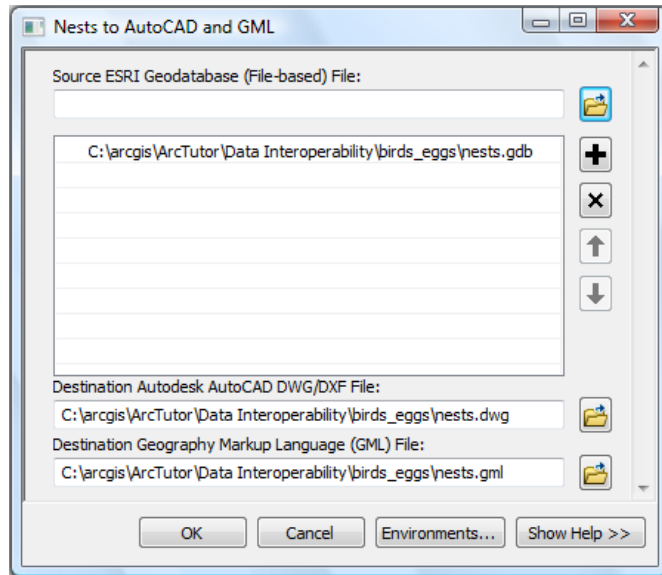 Nests to AutoCAD and GML
Source ESRI Geodatabase (File-based) File:
C:\arcgis\ArcTutor\Data Interoperability\birds_eggs\nests.gdb
Destination Autodesk AutoCAD DWG/DXF File:
C:\arcgis\ArcTutor\Data Interoperability\birds_eggs\nests.dwg
Destination Geography Markup Language (GML) File:
C:\arcgis\ArcTutor\Data Interoperability\birds_eggs\nests.gml
OK Cancel Environments... Show Help >>